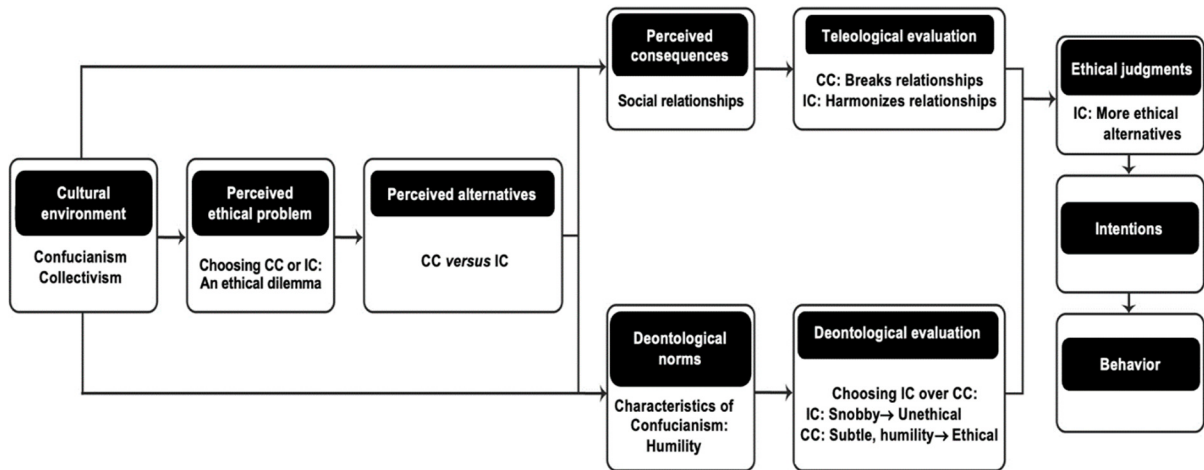 Cultural
environment
Confucianism
Collectivism
Perceived
ethical problem
Choosing CC or IC:
An ethical dilemma
Perceived alternatives
CC versus IC
Perceived
consequences
Social relationships
Teleological evaluation
CC: Breaks relationships
IC: Harmonizes relationships
Deontological
norms
Characteristics of
Confucianism:
Humility
Deontological evaluation
Choosing IC over CC:
IC: Snobby→ Unethical
CC: Subtle, humility→ Ethical
Ethical judgments
IC: More ethical
alternatives
Intentions
Behavior